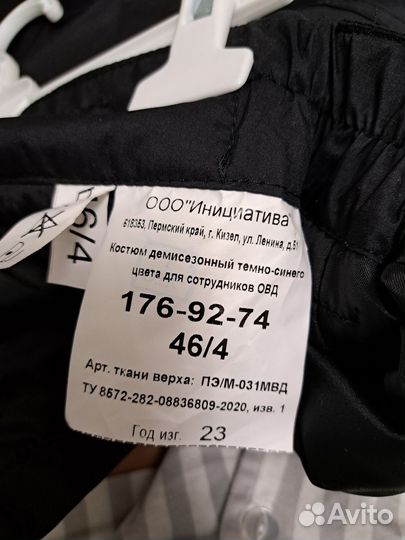 ООО"Инициатива"
618353, Пермский край, г. Кизел, ул. Ленина, д.51
Костюм демисезонный темно-синего
цвета для сотрудников ОВД
176-92-74
46/4
Арт. ткани верха: ПЭ/М-031МВД
ТУ 8572-282-08836809-2020, изв. 1
Год изг. 23
46/4
Avito